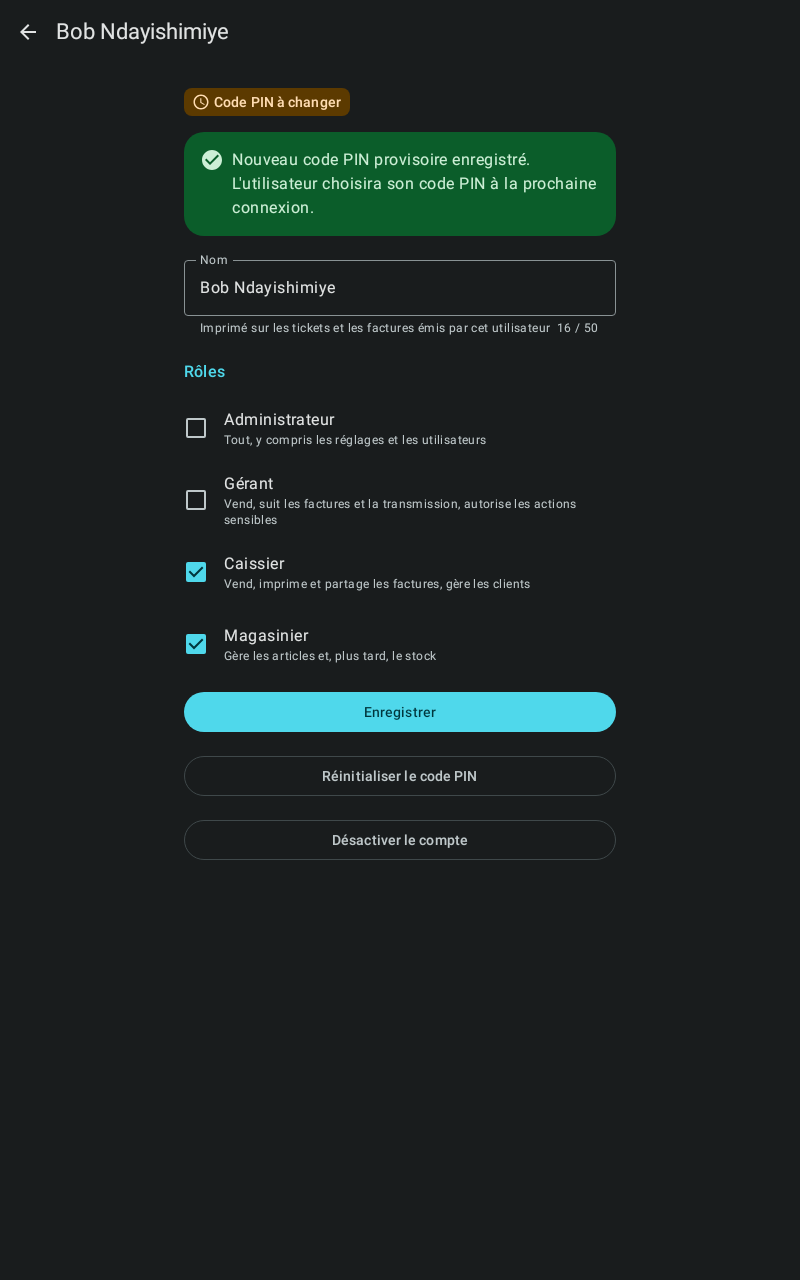 Bob Ndayishimiye
Code PIN à changer
Nouveau code PIN provisoire enregistré.
L'utilisateur choisira son code PIN à la prochaine
connexion.
Nom
Bob Ndayishimiye
Imprimé sur les tickets et les factures émis par cet utilisateur 16 / 50
Rôles
Administrateur
Tout, y compris les réglages et les utilisateurs
Gérant
Vend, suit les factures et la transmission, autorise les actions
sensibles
Caissier
Vend, imprime et partage les factures, gère les clients
Magasinier
Gère les articles et, plus tard, le stock
Enregistrer
Réinitialiser le code PIN
Désactiver le compte